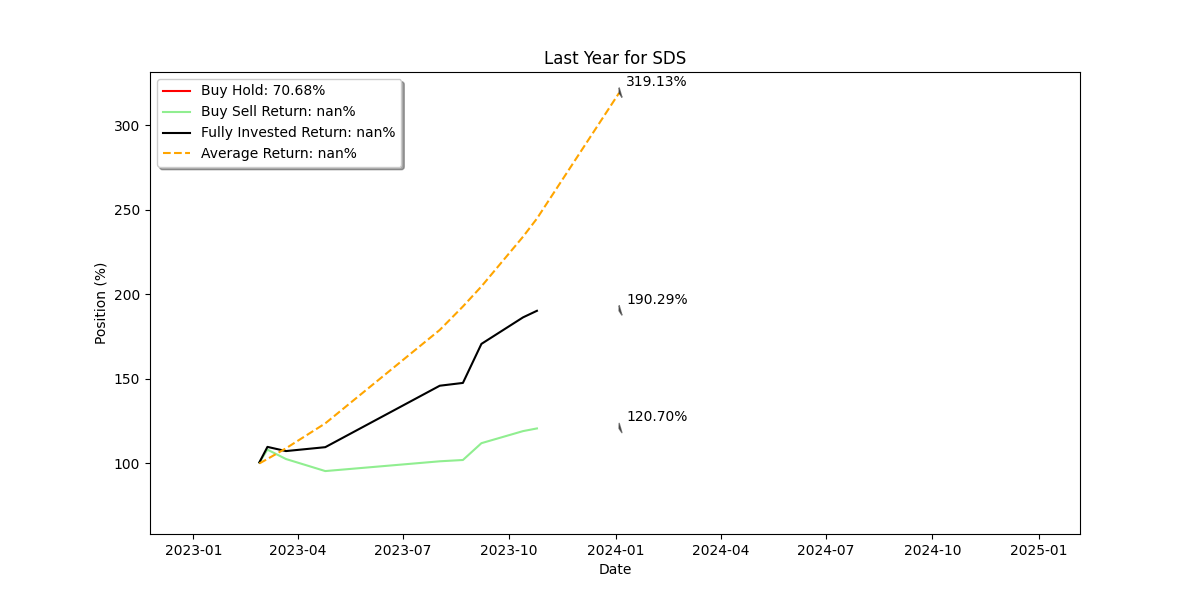 Last Year for SDS
Buy Hold: 70.68%
Buy Sell Return: nan%
Fully Invested Return: nan%
Average Return: nan%
319.13%
190.29%
120.70%
300
250
200
150
100
Position (%)
2023-01 2023-04 2023-07 2023-10 2024-01 2024-04 2024-07 2024-10 2025-01
Date